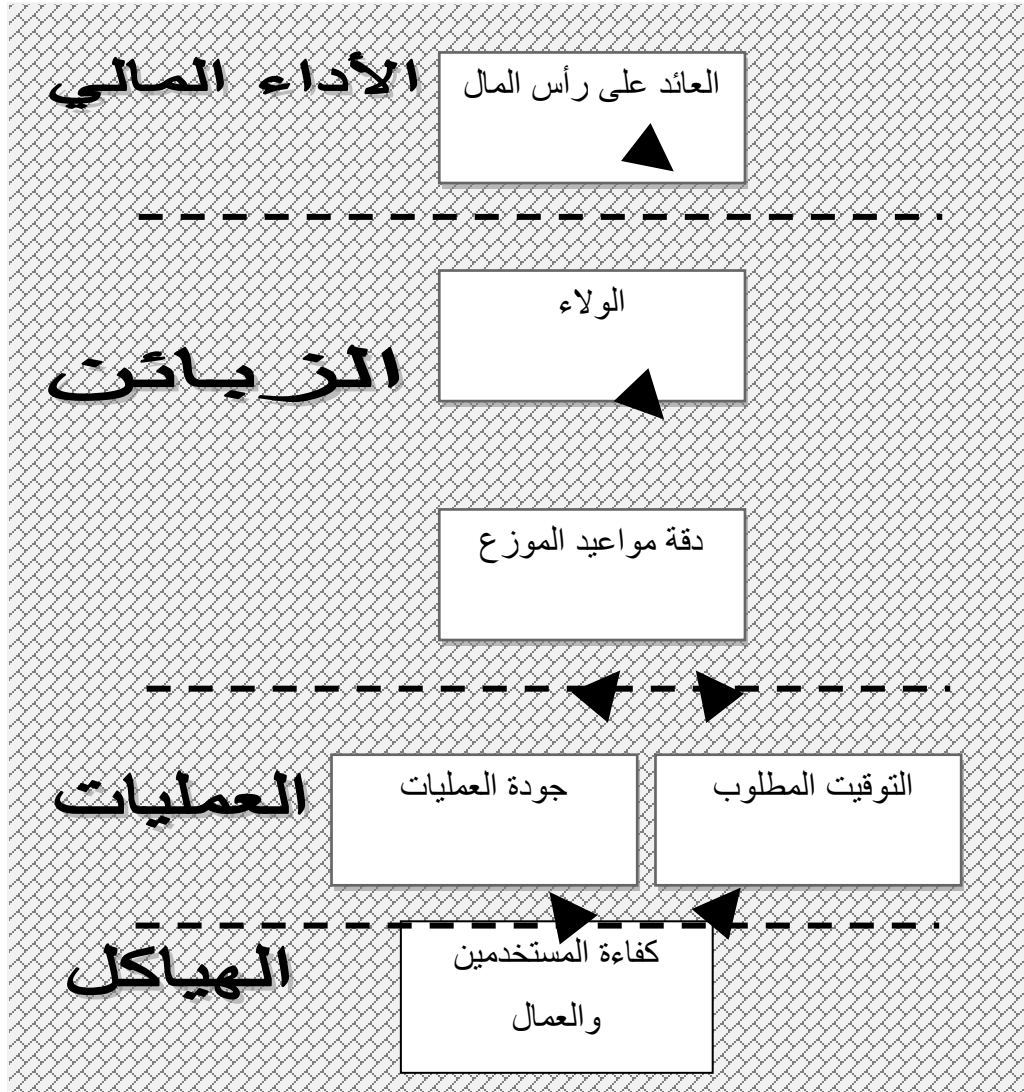 الأداء المالي
العائد على رأس المال
الولاء
الزبائن
دقة مواعيد الموزع
العمليات
التوقيت المطلوب
جودة العمليات
الهياكل
كفاءة المستخدمين
والعمال